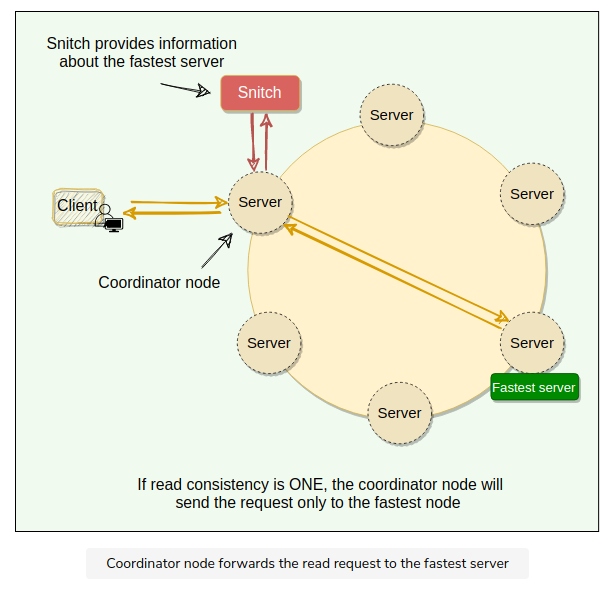 Snitch provides information
about the fastest server
Snitch
Server
Server
Client
Server
Coordinator node
Server
Server
Fastest server
Server
If read consistency is ONE, the coordinator node will
send the request only to the fastest node
Coordinator node forwards the read request to the fastest server